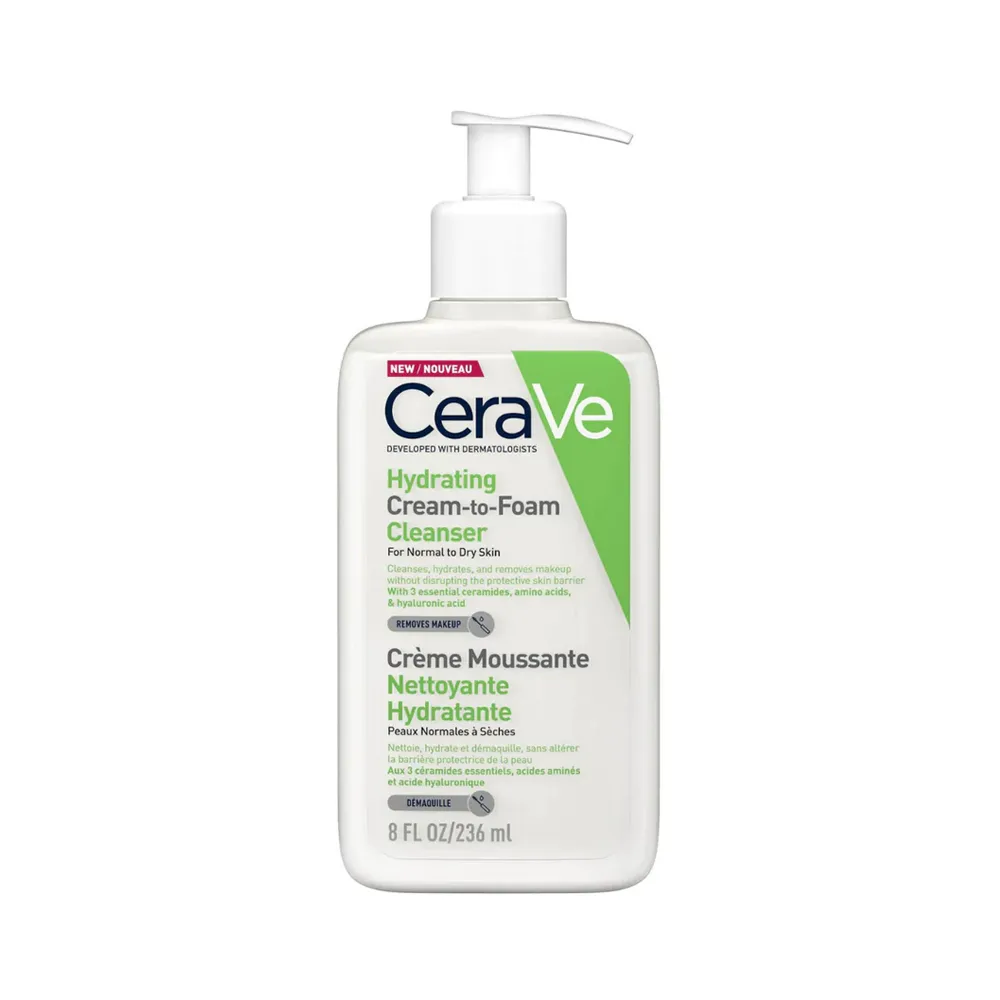 NEW / NOUVEAU
CeraVe
DEVELOPED WITH DERMATOLOGISTS
Hydrating
Cream-to-Foam
Cleanser
For Normal to Dry Skin
Cleanses, hydrates, and removes makeup
without disrupting the protective skin barrier
With 3 essential ceramides, amino acids,
& hyaluronic acid
REMOVES MAKEUP
Crème Moussante
Nettoyante
Hydratante
Peaux Normales à Sèches
Nettoie, hydrate et démaquille, sans altérer
la barrière protectrice de la peau
Aux 3 céramides essentiels, acides aminés
et acide hyaluronique
DÉMAQUILLE
8 FL OZ/236 ml